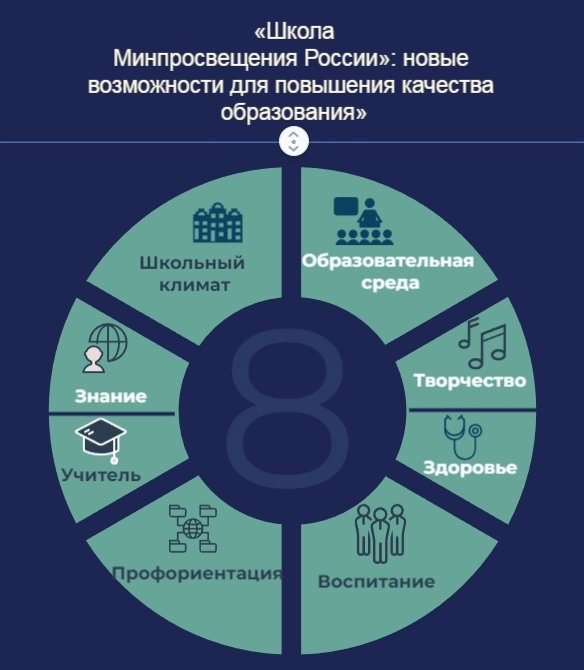 «Школа
Минпросвещения России»: новые
возможности для повышения качества
образования»
Школьный
климат
Образовательная
среда
Знание
Творчество
Учитель
Здоровье
Профориентация
Воспитание
8